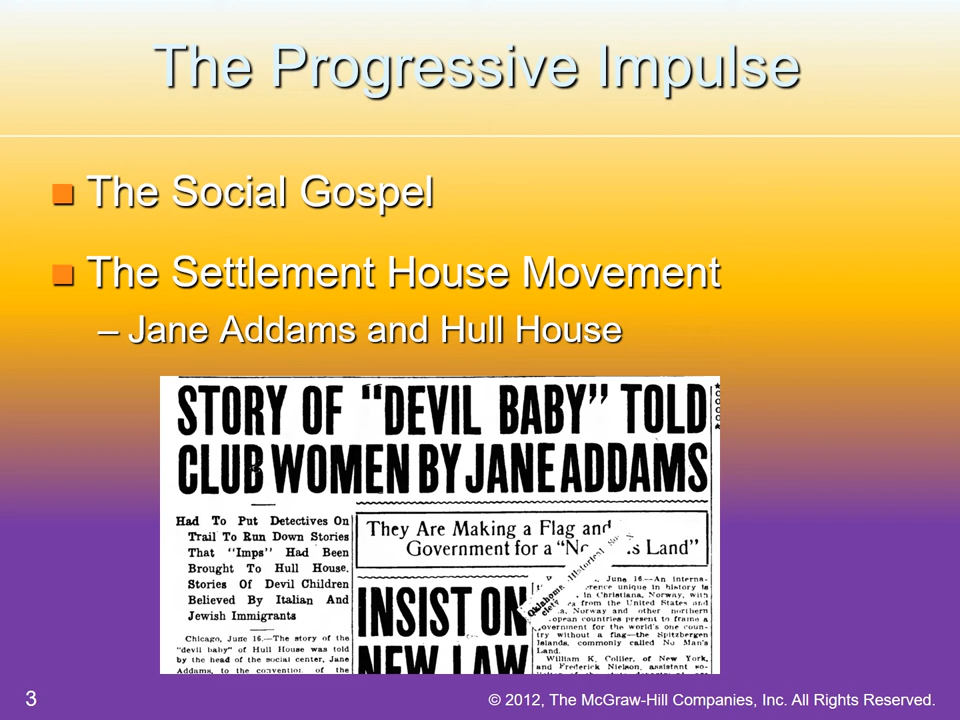 The Progressive Impulse
The Social Gospel
The Settlement House Movement
– Jane Addams and Hull House
STORY OF "DEVIL BABY" TOLD
CLUB WOMEN BY JANE ADDAMS
Had To Put Detectives On
Trail To Run Down Stories
That "Imps" Had Been
Brought To Hull House.
Stories Of Devil Children
Believed By Italian And
Jewish Immigrants
Chicago, June 16.—The story of the
"devil baby" of Hull House was told
by the head of the social center, Jane
Addams, to the convention of the
They Are Making a Flag and
Government for a "No s Land"
INSIST ON
NEW LAW
Oklahoma Historical
June 16.—An interna-
rence unique in history is
in Christiana, Norway, with
from the United States and
Norway and other northern
opean countries present to frame a
overnment for the world's one coun-
try without a flag—the Spitzbergen
Islands, commonly called No Man's
Land.
William K. Collier, of New York,
and Frederick Nielson, assistant so-
3
© 2012, The McGraw-Hill Companies, Inc. All Rights Reserved.